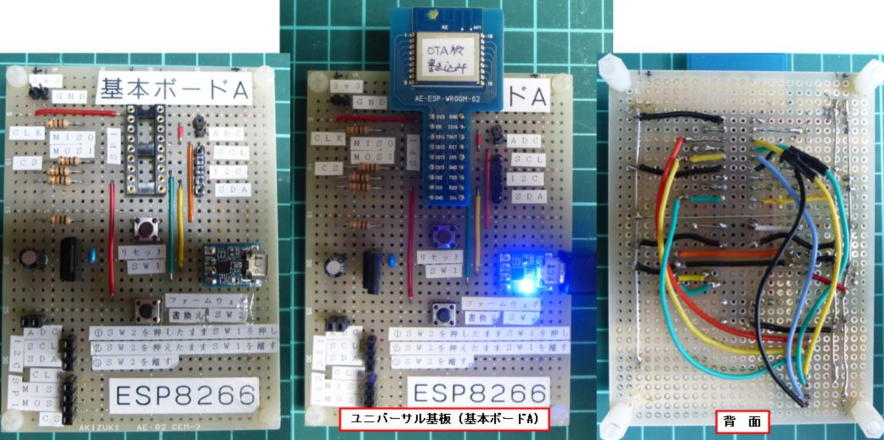 基本ボードA
GND
CLK
MISO
MOSI
CS
ADC
SCL
I2C
SDA
リセット
SW1
ファームウェア
書換え
①SW2を押したままSW1を押し
②SW2を押えたままSW1を離す
③SW2を離す
ADC
SCL
SDA
CLK
MISO
MOSI
CS
ESP8266
AKIZUKI AE-B2 CEM-3
OTA版
書き込み
AE-ESP-WROOM-02
ドA
3v3
GND
CLK
MISO
MOSI
CS
ADC
SCL
I2C
SDA
リセット
SW1
ファームウェ
書換え
①SW2を押したままSW1を押し
②SW2を押えたままSW1を離す
③SW2を離す
ESP8266
ユニバーサル基板（基本ボードA）
背 面